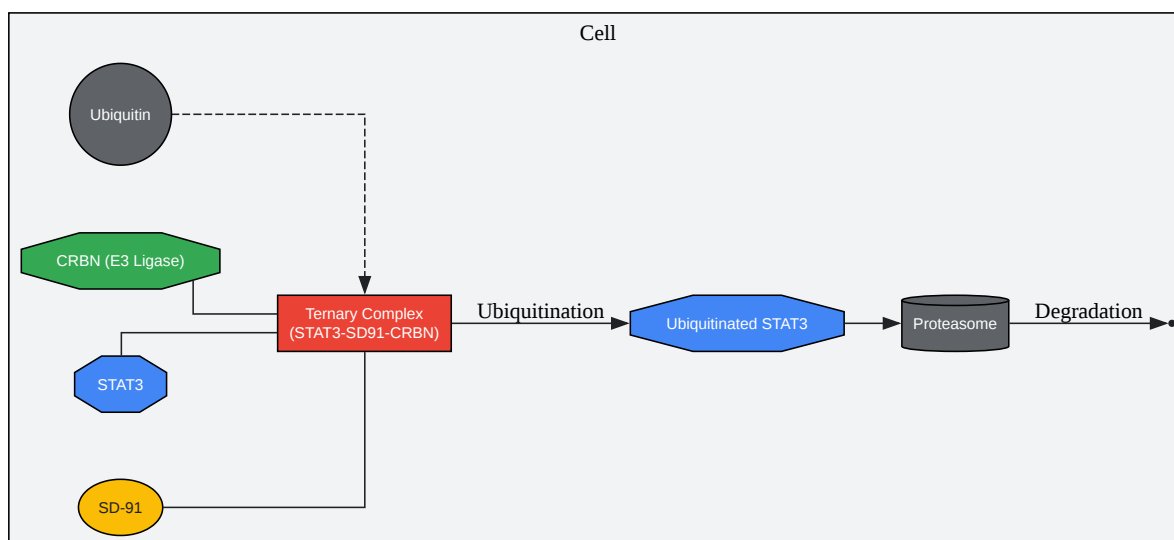 Cell
Ubiquitin
CRBN (E3 Ligase)
STAT3
SD-91
Ternary Complex
(STAT3-SD91-CRBN)
Ubiquitination
Ubiquitinated STAT3
Proteasome
Degradation